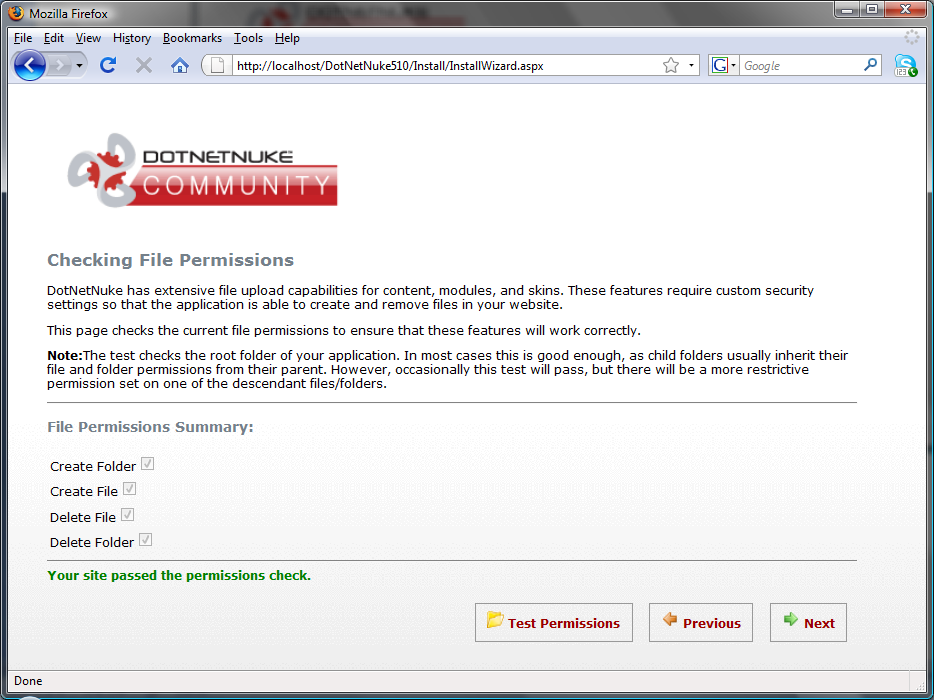 Mozilla Firefox
File Edit View History Bookmarks Tools Help
http://localhost/DotNetNuke510/Install/InstallWizard.aspx
G Google
S 123
DOTNETNUKE
COMMUNITY
Checking File Permissions
DotNetNuke has extensive file upload capabilities for content, modules, and skins. These features require custom security
settings so that the application is able to create and remove files in your website.
This page checks the current file permissions to ensure that these features will work correctly.
Note:The test checks the root folder of your application. In most cases this is good enough, as child folders usually inherit their
file and folder permissions from their parent. However, occasionally this test will pass, but there will be a more restrictive
permission set on one of the descendant files/folders.
File Permissions Summary:
Create Folder
Create File
Delete File
Delete Folder
Your site passed the permissions check.
Test Permissions Previous Next
Done